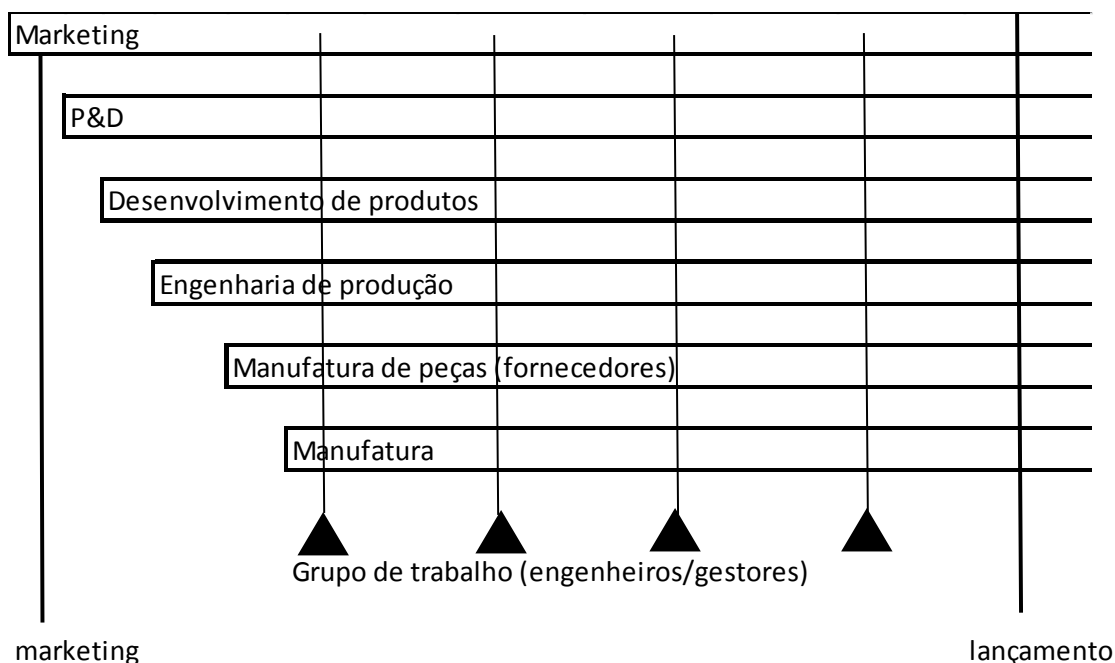 Marketing
P&D
Desenvolvimento de produtos
Engenharia de produção
Manufatura de peças (fornecedores)
Manufatura
Grupo de trabalho (engenheiros/gestores)
marketing
lançamento